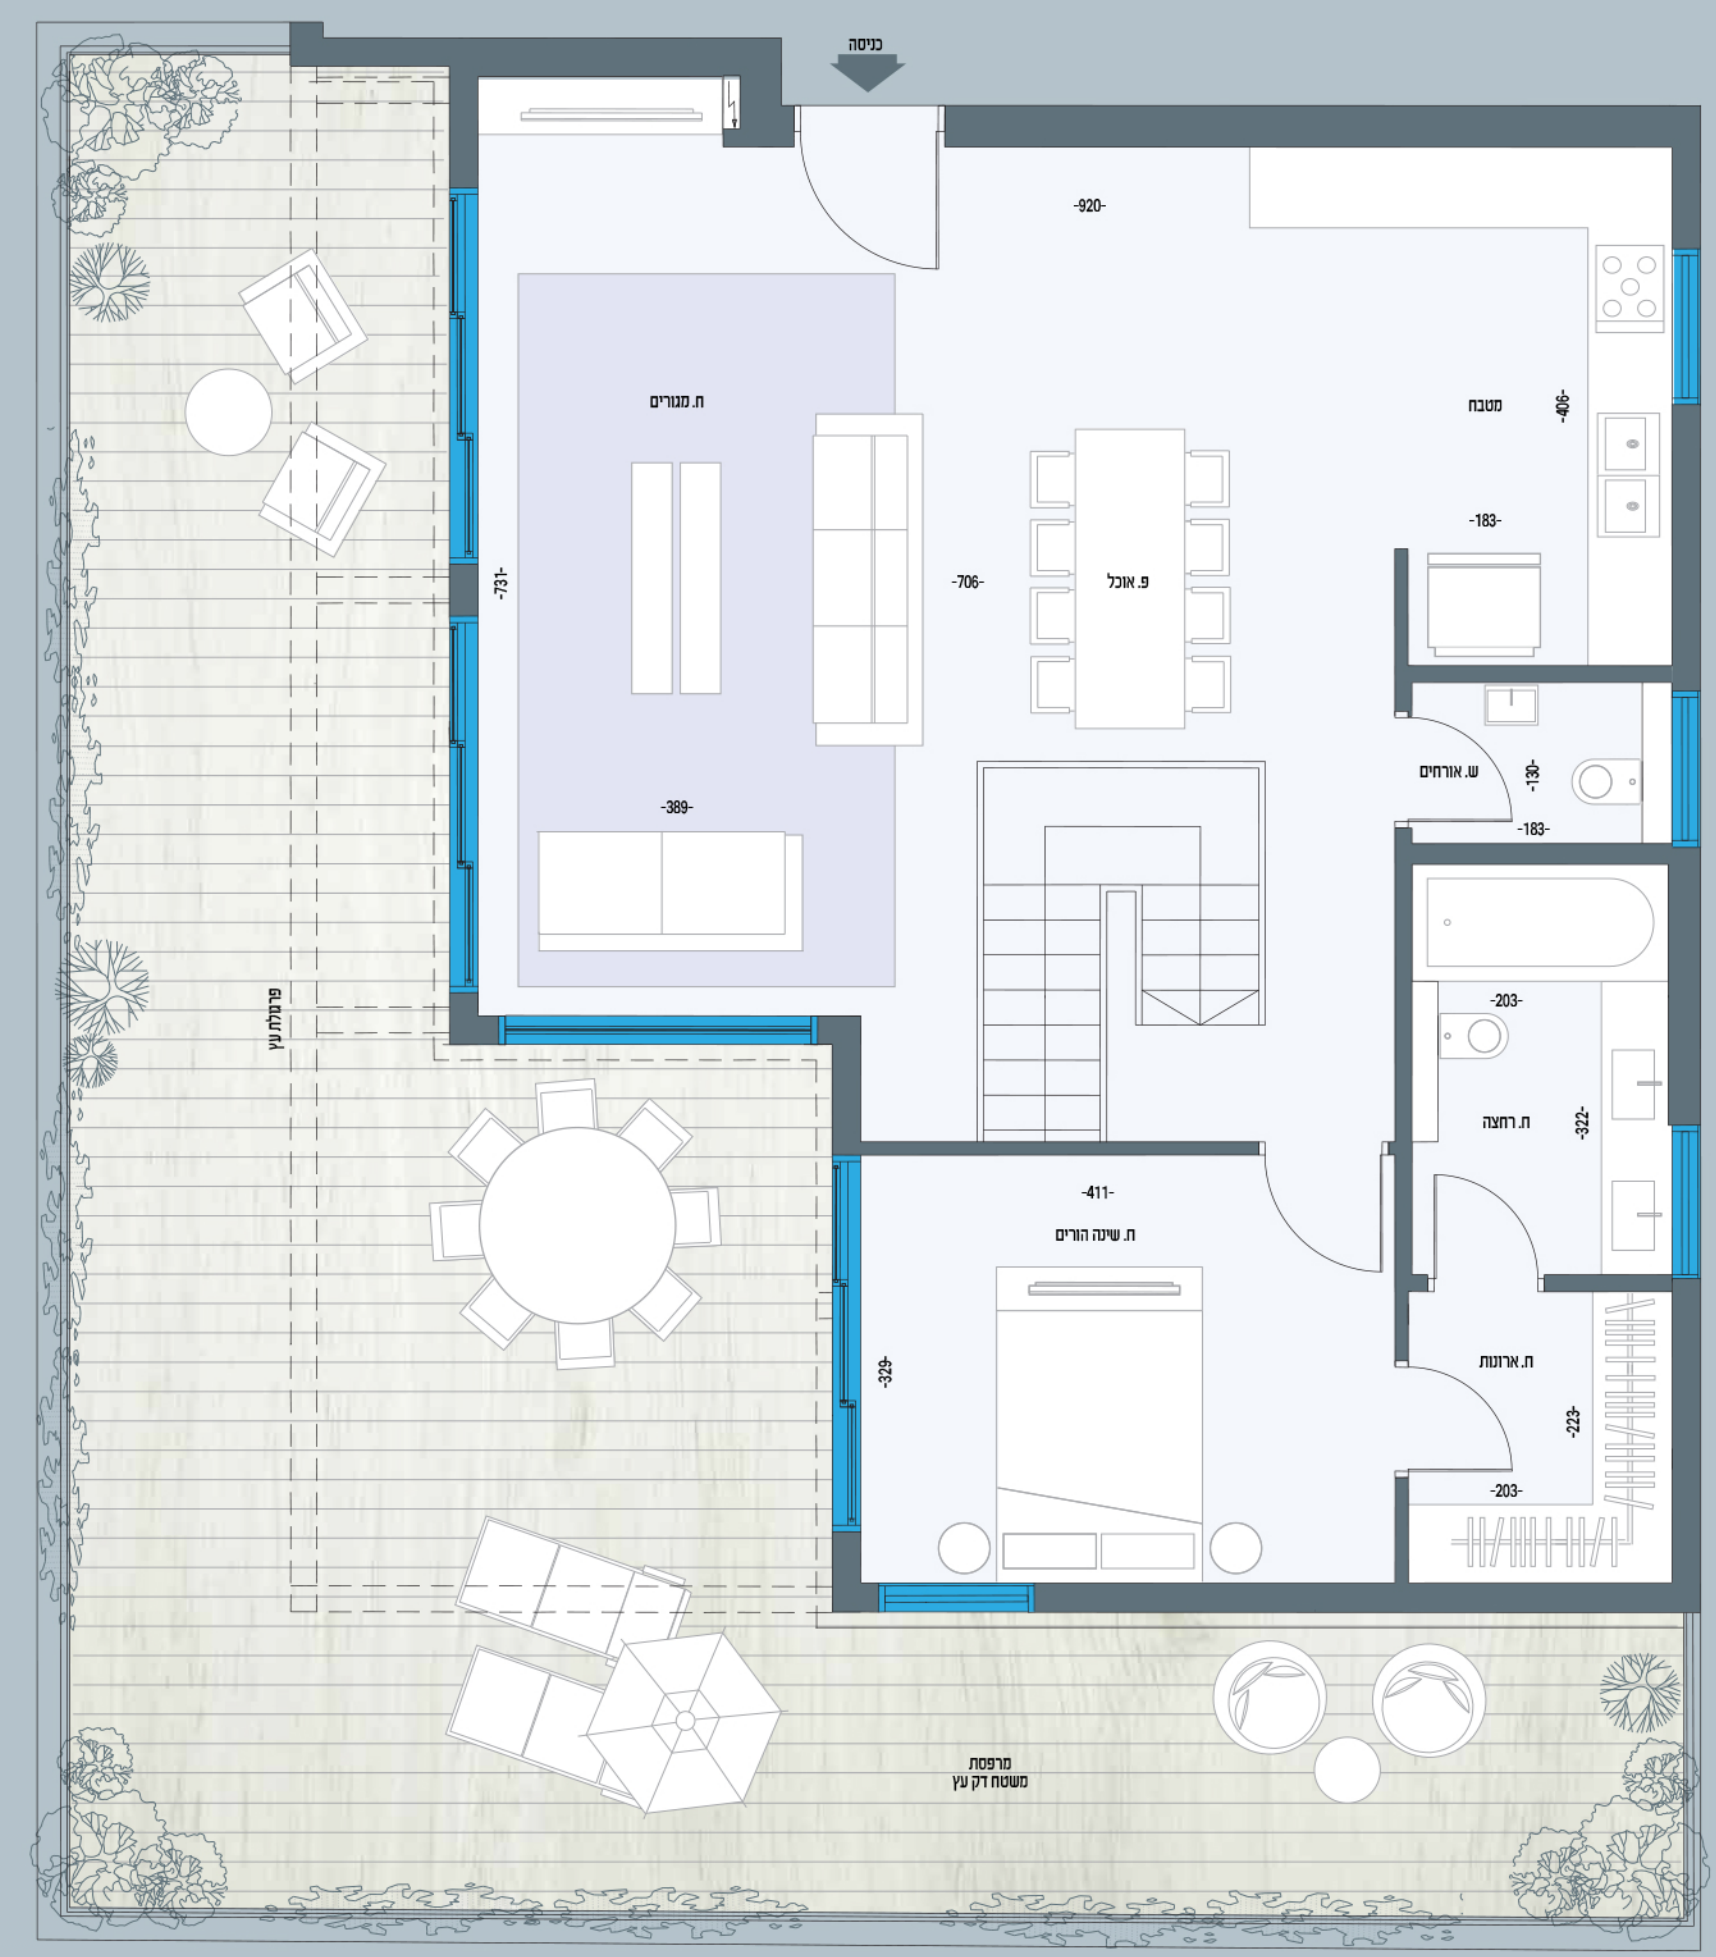 כניסה
-920-
ח. מגורים
מטבח
-406-
-183-
-731-
-706-
פ. אוכל
ש. אורחים
-130-
-183-
-389-
פרגולת עץ
-203-
ח. רחצה
-322-
-411-
ח. שינה הורים
-329-
ח. ארונות
-223-
-203-
מרפסת
משטח דק עץ